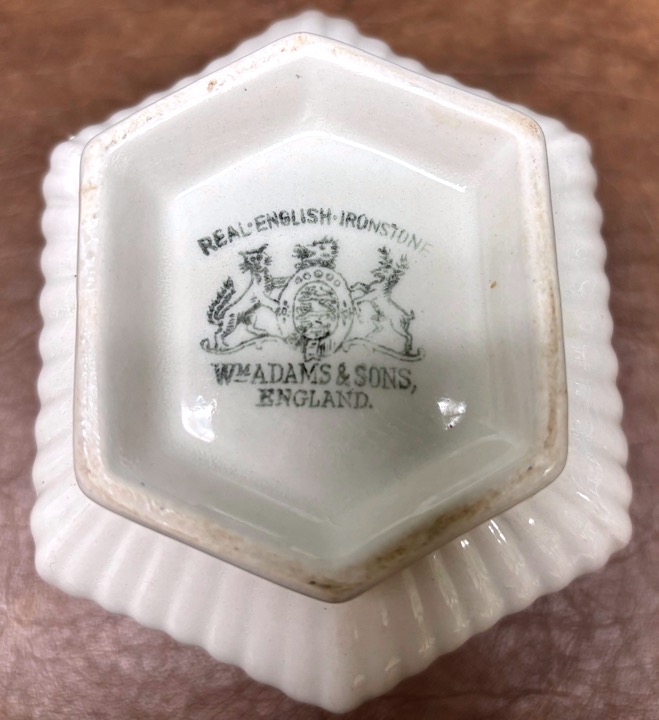 REAL·ENGLISH·IRONSTONE
Wᴹ ADAMS & SONS,
ENGLAND.